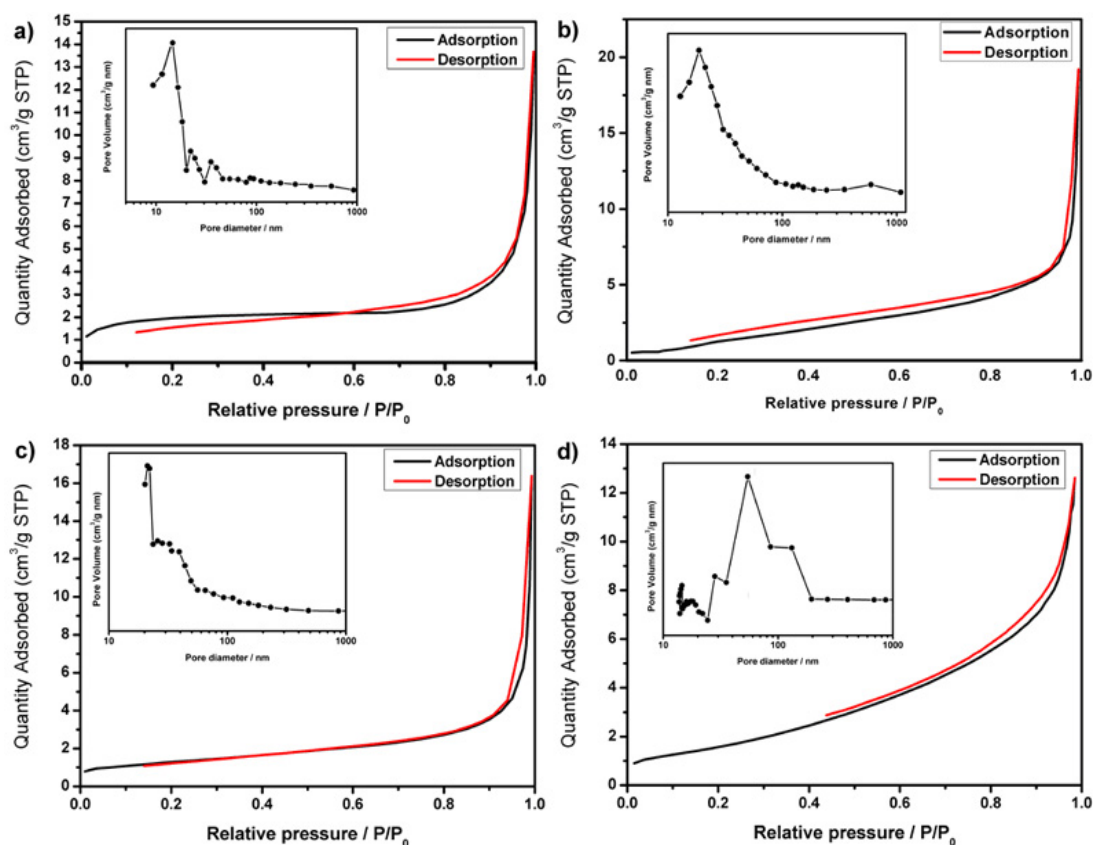 a)
Quantity Adsorbed (cm³/g STP)
15
14
13
12
11
10
9
8
7
6
5
4
3
2
1
0
Adsorption
Desorption
Pore Volume (cm³/g nm)
10
100
1000
Pore diameter / nm
0.0
0.2
0.4
0.6
0.8
1.0
Relative pressure / P/P₀
b)
Quantity Adsorbed (cm³/g STP)
20
15
10
5
0
Adsorption
Desorption
Pore Volume (cm³/g nm)
10
100
1000
Pore diameter / nm
0.0
0.2
0.4
0.6
0.8
1.0
Relative pressure / P/P₀
c)
Quantity Adsorbed (cm³/g STP)
18
16
14
12
10
8
6
4
2
0
Adsorption
Desorption
Pore Volume (cm³/g nm)
10
100
1000
Pore diameter / nm
0.0
0.2
0.4
0.6
0.8
1.0
Relative pressure / P/P₀
d)
Quantity Adsorbed (cm³/g STP)
14
12
10
8
6
4
2
0
Adsorption
Desorption
Pore Volume (cm³/g nm)
10
100
1000
Pore diameter / nm
0.0
0.2
0.4
0.6
0.8
1.0
Relative pressure / P/P₀